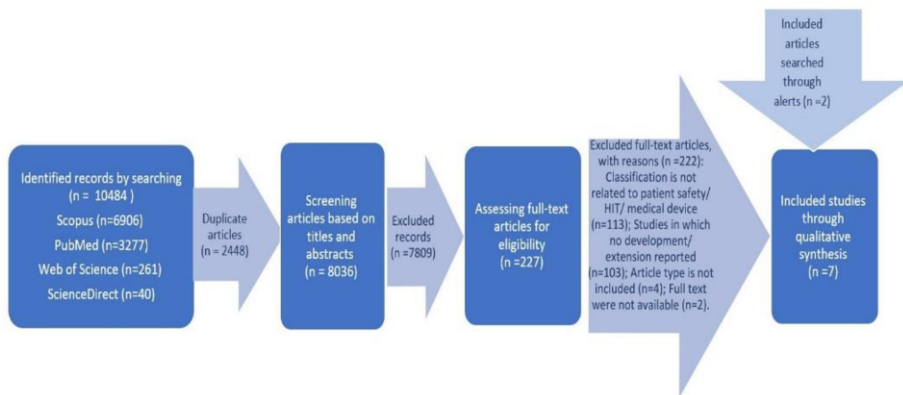 Identified records by searching
(n = 10484 )
Scopus (n=6906)
PubMed (n=3277)
Web of Science (n=261)
ScienceDirect (n=40)
Duplicate articles
(n = 2448)
Screening
articles based on
titles and
abstracts
(n = 8036)
Excluded
records
(n =7809)
Assessing full-text
articles for
eligibility
(n =227)
Excluded full-text articles,
with reasons (n =222):
Classification is not
related to patient safety/
HIT/ medical device
(n=113); Studies in which
no development/
extension reported
(n=103); Article type is not
included (n=4); Full text
were not available (n=2).
Included
articles
searched
through
alerts (n =2)
Included studies
through
qualitative
synthesis
(n =7)